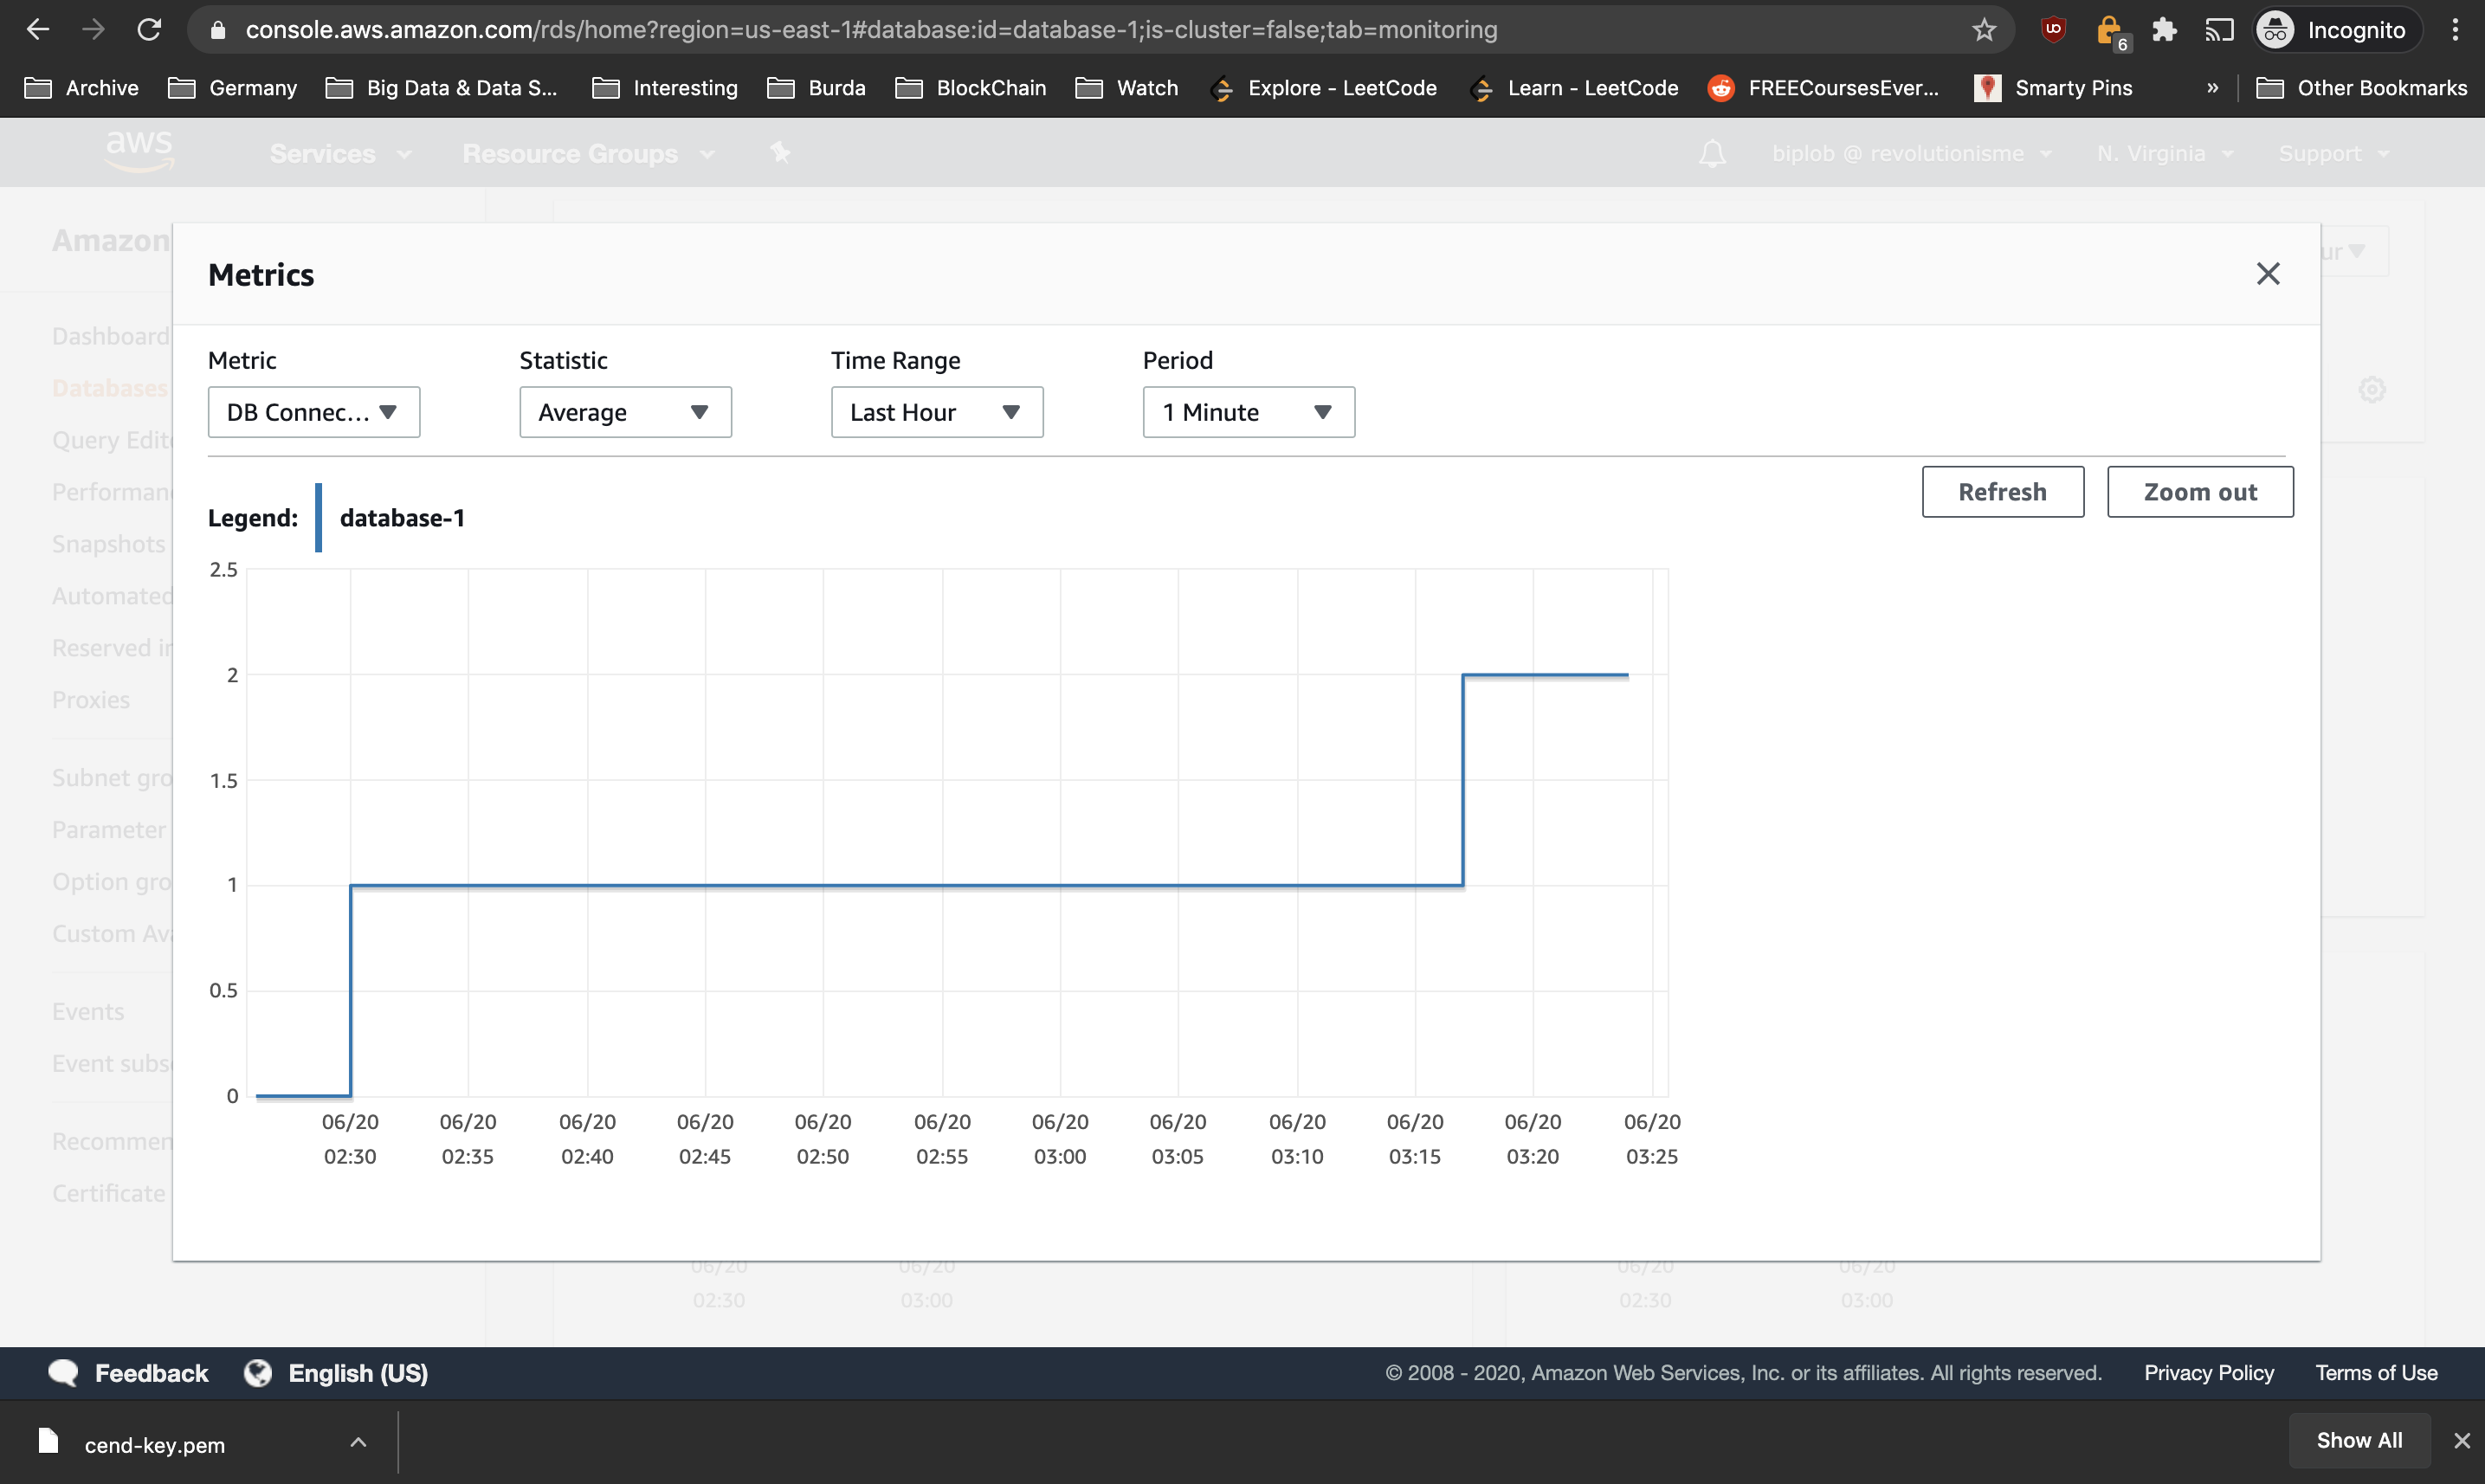 console.aws.amazon.com/rds/home?region=us-east-1#database:id=database-1;is-cluster=false;tab=monitoring
6
Incognito
Archive Germany Big Data & Data S... Interesting Burda BlockChain Watch Explore - LeetCode Learn - LeetCode FREECoursesEver... Smarty Pins » Other Bookmarks
aws Services Resource Groups biplob @ revolutionisme N. Virginia Support
Amazon
ur
Metrics
Dashboard
Databases
Query Edit
Performan
Snapshots
Automated
Reserved in
Proxies
Subnet gro
Parameter
Option gro
Custom Ava
Events
Event subs
Recommen
Certificate
Metric Statistic Time Range Period
DB Connec... Average Last Hour 1 Minute
Refresh Zoom out
Legend: database-1
2.5
2
1.5
1
0.5
0
06/20 06/20 06/20 06/20 06/20 06/20 06/20 06/20 06/20 06/20 06/20 06/20
02:30 02:35 02:40 02:45 02:50 02:55 03:00 03:05 03:10 03:15 03:20 03:25
06/20 06/20 06/20 06/20
02:30 03:00 02:30 03:00
Feedback English (US) © 2008 - 2020, Amazon Web Services, Inc. or its affiliates. All rights reserved. Privacy Policy Terms of Use
cend-key.pem Show All